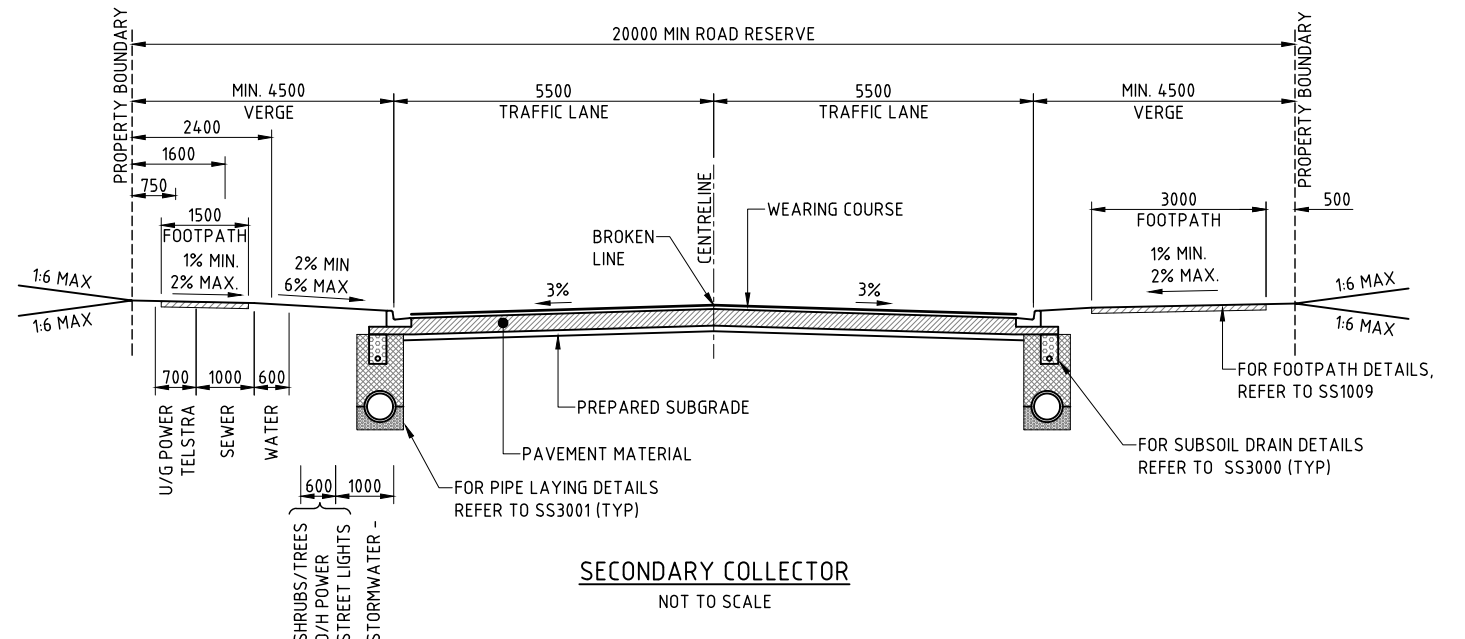 20000 MIN ROAD RESERVE
PROPERTY BOUNDARY
PROPERTY BOUNDARY
MIN. 4500
VERGE
5500
TRAFFIC LANE
5500
TRAFFIC LANE
MIN. 4500
VERGE
2400
1600
750
1500
FOOTPATH
1% MIN.
2% MAX.
2% MIN
6% MAX
1:6 MAX
1:6 MAX
CENTRELINE
BROKEN
LINE
WEARING COURSE
3%
3%
3000
FOOTPATH
500
1% MIN.
2% MAX.
1:6 MAX
1:6 MAX
700
1000
600
U/G POWER
TELSTRA
SEWER
WATER
PREPARED SUBGRADE
PAVEMENT MATERIAL
FOR FOOTPATH DETAILS,
REFER TO SS1009
FOR SUBSOIL DRAIN DETAILS
REFER TO SS3000 (TYP)
FOR PIPE LAYING DETAILS
REFER TO SS3001 (TYP)
600
1000
SHRUBS/TREES
O/H POWER
STREET LIGHTS
STORMWATER -
SECONDARY COLLECTOR
NOT TO SCALE